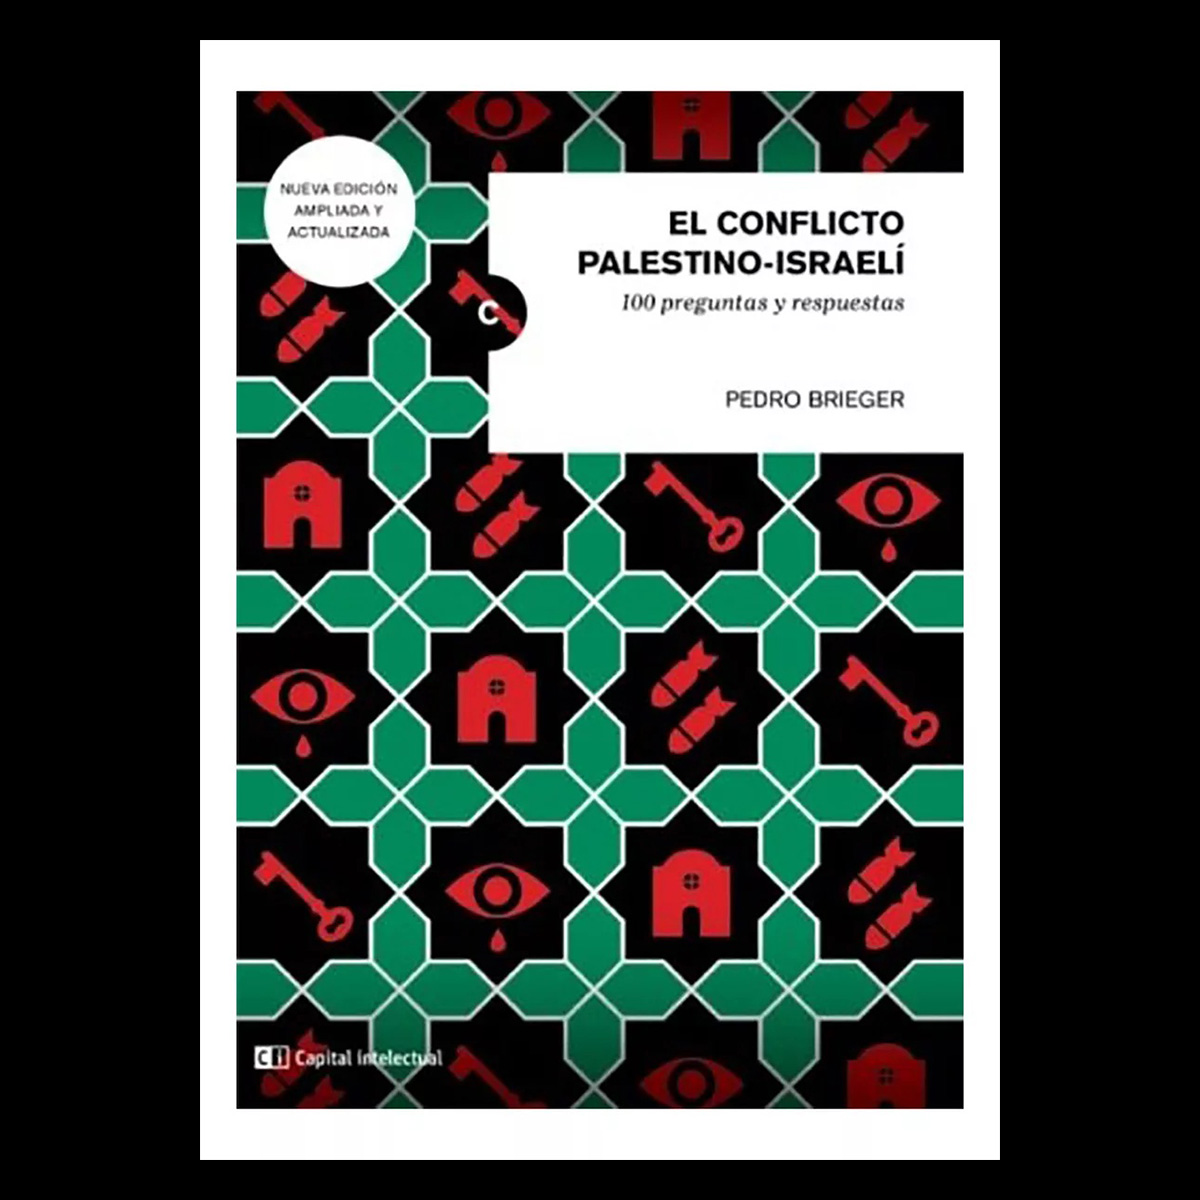 NUEVA EDICIÓN
AMPLIADA Y
ACTUALIZADA
EL CONFLICTO
PALESTINO-ISRAELÍ
100 preguntas y respuestas
C
PEDRO BRIEGER
Ci Capital intelectual